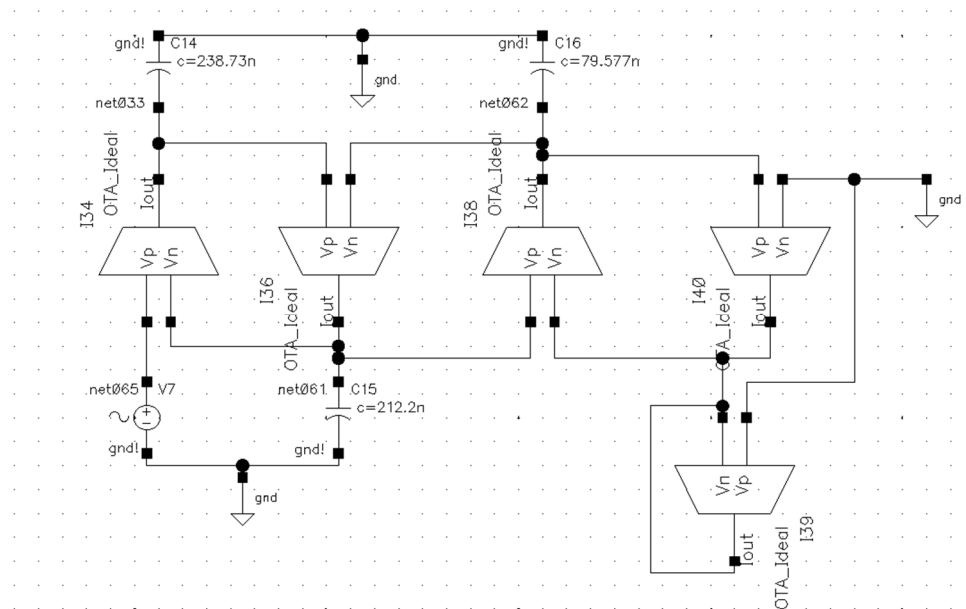 gnd! C14
c=238.73n
gnd! C16
c=79.577n
gnd
net033
net062
I34
OTA_Ideal
Iout
Vp
Vn
Vp
Vn
I36
OTA_Ideal
Iout
I38
OTA_Ideal
Iout
Vp
Vn
Vp
Vn
I40
OTA_Ideal
Iout
gnd
net065 V7
gnd!
net061 C15
c=212.2n
gnd!
gnd
Vn
Vp
Iout
OTA_Ideal
I39